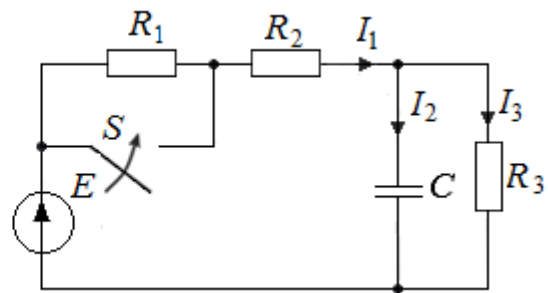 R₁ R₂ I₁
S I₂ I₃
E C R₃